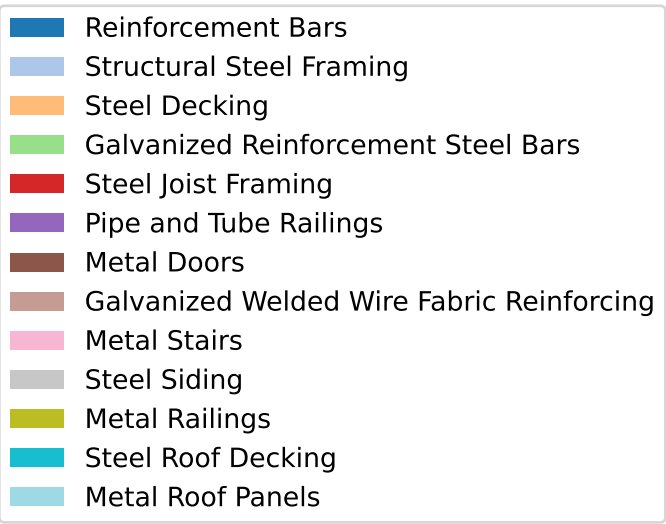 Reinforcement Bars
Structural Steel Framing
Steel Decking
Galvanized Reinforcement Steel Bars
Steel Joist Framing
Pipe and Tube Railings
Metal Doors
Galvanized Welded Wire Fabric Reinforcing
Metal Stairs
Steel Siding
Metal Railings
Steel Roof Decking
Metal Roof Panels